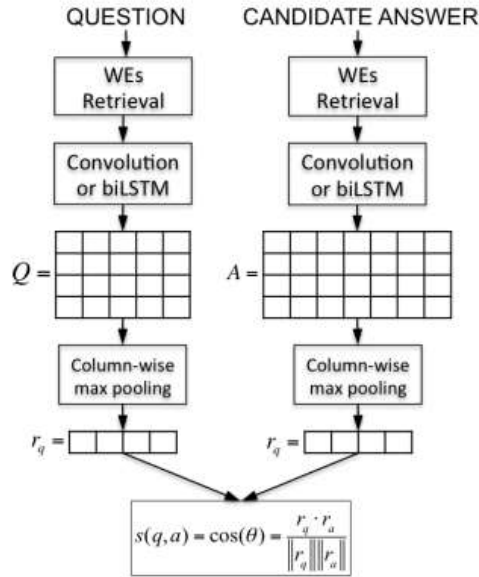 QUESTION
CANDIDATE ANSWER
WEs
Retrieval
WEs
Retrieval
Convolution
or biLSTM
Convolution
or biLSTM
Q =
A =
Column-wise
max pooling
Column-wise
max pooling
r_q =
r_q =
s(q,a) = cos(θ) = r_q · r_a / ‖r_q‖‖r_a‖